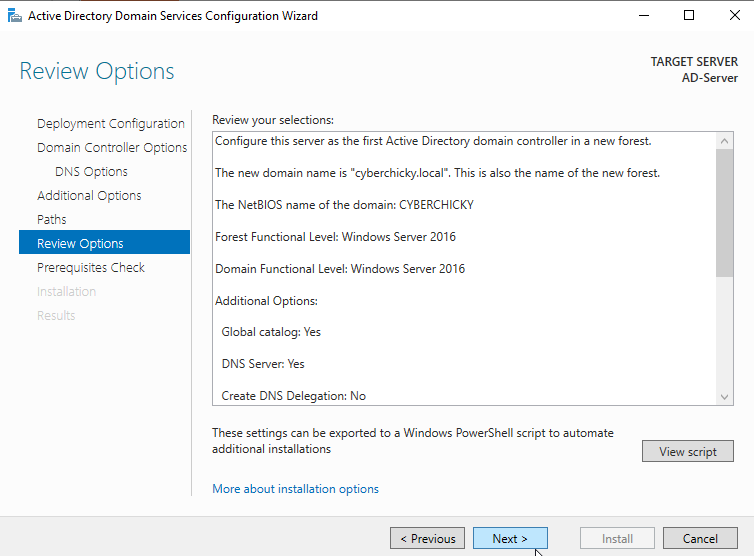 Active Directory Domain Services Configuration Wizard
Review Options
TARGET SERVER
AD-Server
Deployment Configuration
Domain Controller Options
DNS Options
Additional Options
Paths
Review Options
Prerequisites Check
Installation
Results
Review your selections:
Configure this server as the first Active Directory domain controller in a new forest.
The new domain name is "cyberchicky.local". This is also the name of the new forest.
The NetBIOS name of the domain: CYBERCHICKY
Forest Functional Level: Windows Server 2016
Domain Functional Level: Windows Server 2016
Additional Options:
Global catalog: Yes
DNS Server: Yes
Create DNS Delegation: No
These settings can be exported to a Windows PowerShell script to automate
additional installations
View script
More about installation options
< Previous
Next >
Install
Cancel